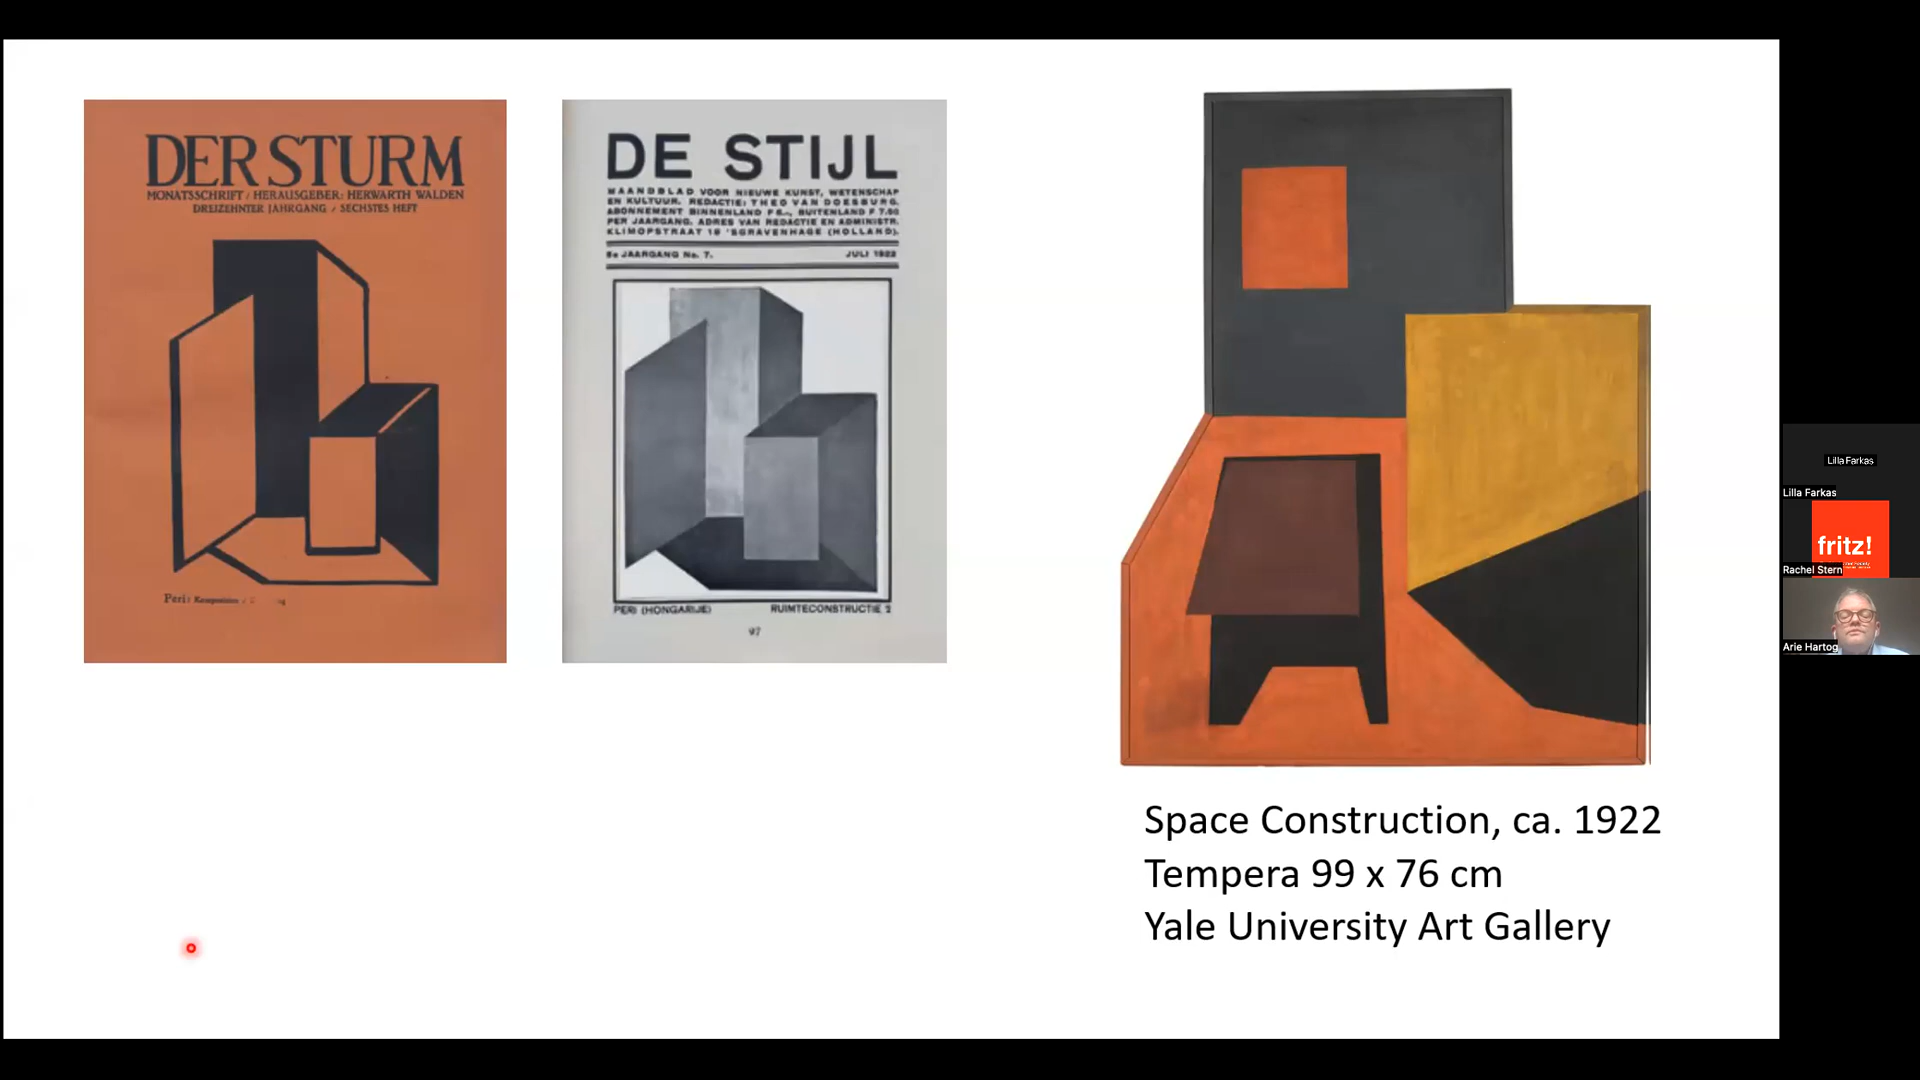 DER STURM
MONATSSCHRIFT / HERAUSGEBER: HERWARTH WALDEN
DREIZEHNTER JAHRGANG / SECHSTES HEFT
Peri:
DE STIJL
MAANDBLAD VOOR NIEUWE KUNST, WETENSCHAP
EN KULTUUR. REDACTIE: THEO VAN DOESBURG.
ABONNEMENT BINNENLAND F 6.-, BUITENLAND F 7.50
PER JAARGANG. ADRES VAN REDACTIE EN ADMINISTR.
KLIMOPSTRAAT 18 'SGRAVENHAGE (HOLLAND).
5e JAARGANG No. 7. JULI 1922
PERI (HONGARIJE) RUIMTECONSTRUCTIE 2
97
Space Construction, ca. 1922
Tempera 99 x 76 cm
Yale University Art Gallery
Lilla Farkas
Lilla Farkas
fritz!
Rachel Stern
Arie Hartog